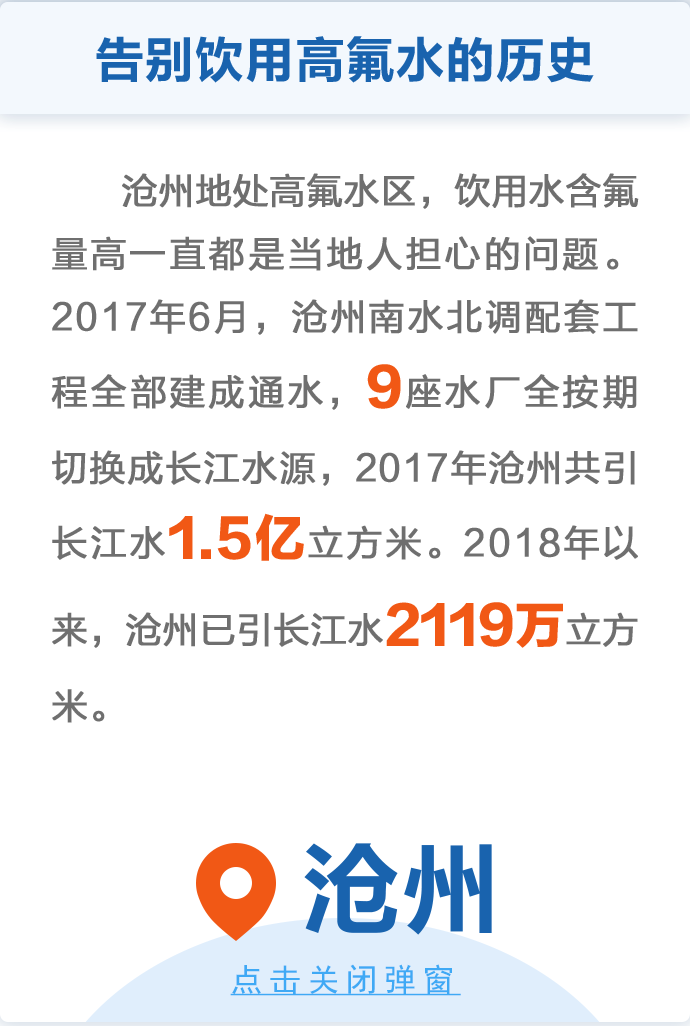 告别饮用高氟水的历史
沧州地处高氟水区，饮用水含氟
量高一直都是当地人担心的问题。
2017年6月，沧州南水北调配套工
程全部建成通水，9座水厂全按期
切换成长江水源，2017年沧州共引
长江水1.5亿立方米。2018年以
来，沧州已引长江水2119万立方
米。
沧州
点击关闭弹窗